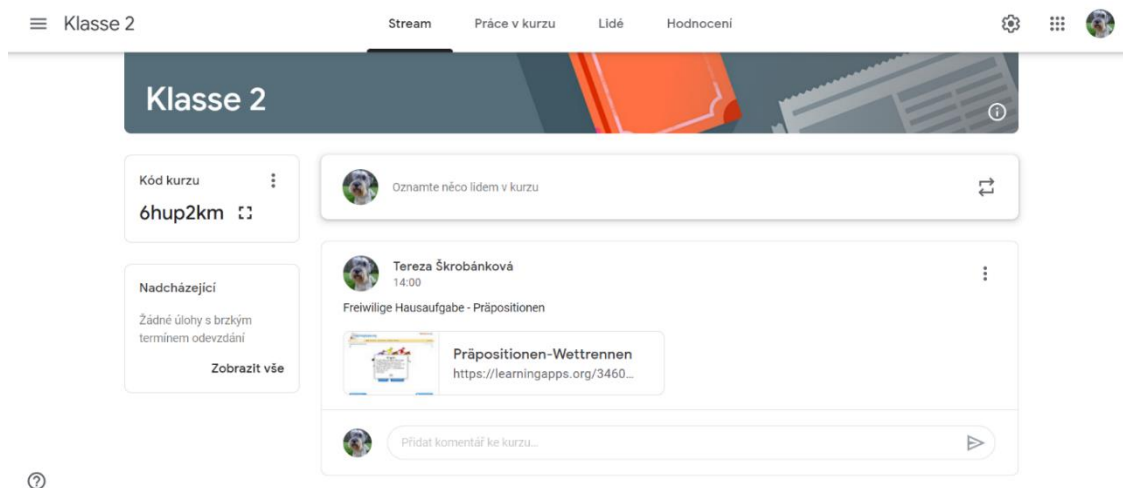 Klasse 2
Stream Práce v kurzu Lidé Hodnocení
Klasse 2
Kód kurzu
6hup2km
Nadcházející
Žádné úlohy s brzkým
termínem odevzdání
Zobrazit vše
Oznamte něco lidem v kurzu
Tereza Škrobánková
14:00
Freiwilige Hausaufgabe - Präpositionen
Präpositionen-Wettrennen
https://learningapps.org/3460...
Přidat komentář ke kurzu...